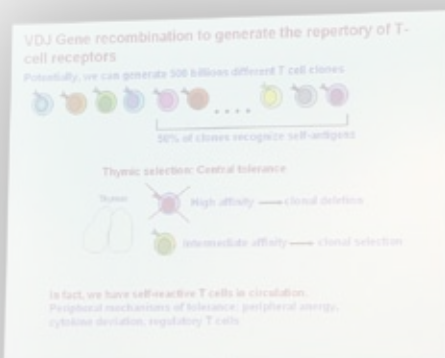 VDJ Gene recombination to generate the repertory of T-
cell receptors
Potentially, we can generate 500 billions different T cell clones
50% of clones recognize self-antigens
Thymic selection: Central tolerance
Thymus
High affinity clonal deletion
Intermediate affinity clonal selection
In fact, we have self-reactive T cells in circulation.
Peripheral mechanisms of tolerance: peripheral anergy,
cytokine deviation, regulatory T cells